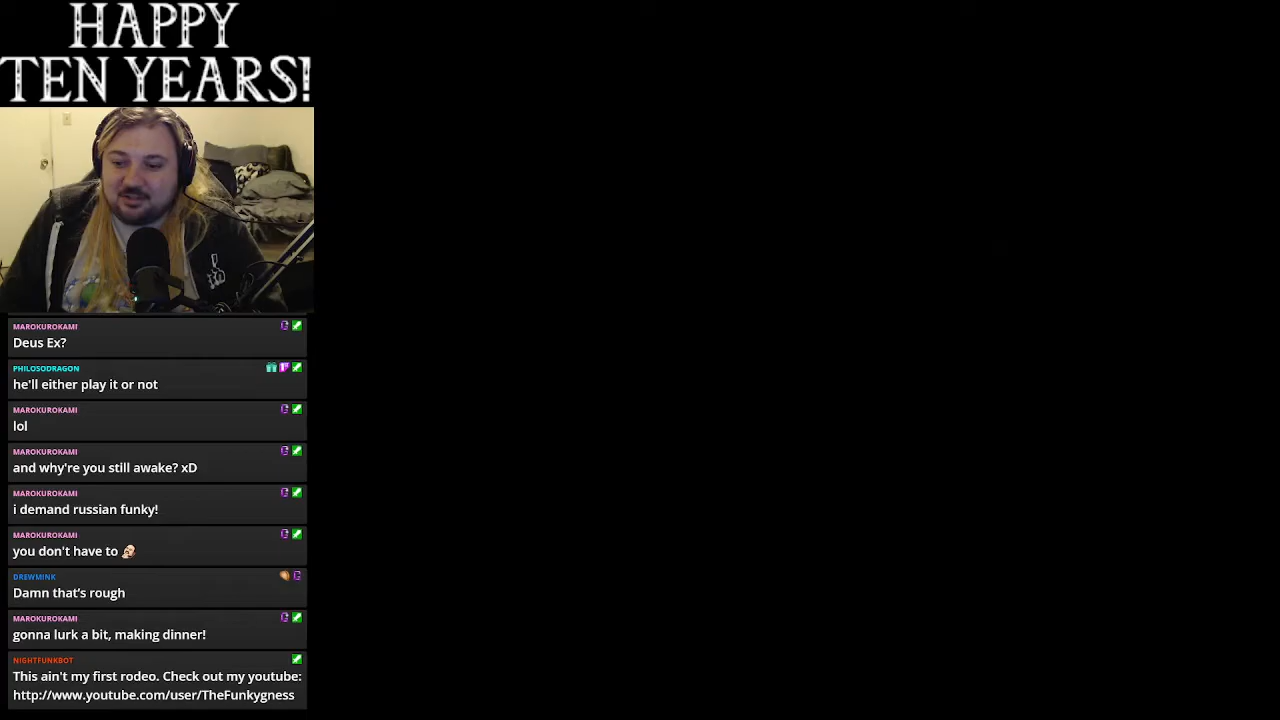 HAPPY
TEN YEARS!
MAROKUROKAMI
Deus Ex?
PHILOSODRAGON
he'll either play it or not
MAROKUROKAMI
lol
MAROKUROKAMI
and why're you still awake? xD
MAROKUROKAMI
i demand russian funky!
MAROKUROKAMI
you don't have to
DREWMINK
Damn that's rough
MAROKUROKAMI
gonna lurk a bit, making dinner!
NIGHTFUNKBOT
This ain't my first rodeo. Check out my youtube:
http://www.youtube.com/user/TheFunkygness